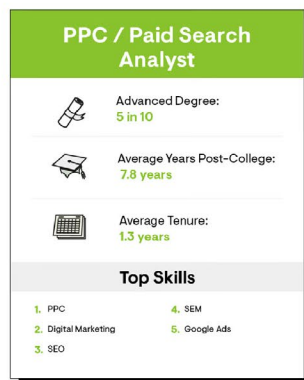 PPC / Paid Search
Analyst
Advanced Degree:
5 in 10
Average Years Post-College:
7.8 years
Average Tenure:
1.3 years
Top Skills
1. PPC
2. Digital Marketing
3. SEO
4. SEM
5. Google Ads